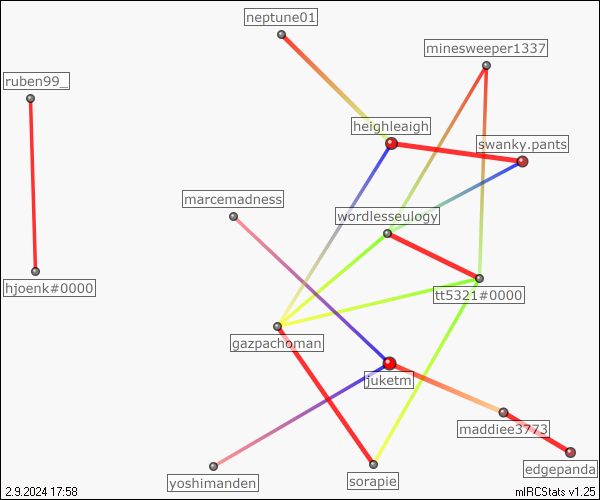 neptune01
minesweeper1337
ruben99_
heighleaigh
swanky.pants
marcemadness
wordlesseulogy
hjoenk#0000
tt5321#0000
gazpachoman
juketm
maddiee3773
edgepanda
yoshimanden
sorapie
2.9.2024 17:58
mIRCStats v1.25